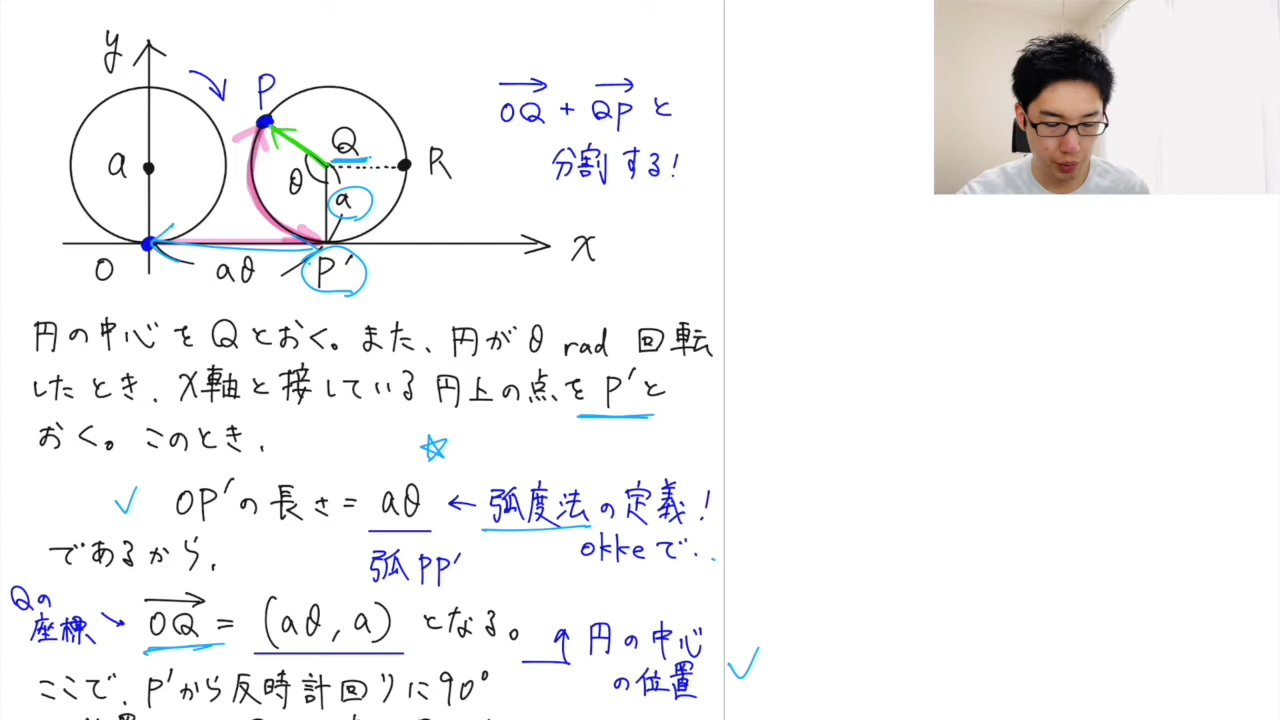 y
P
OQ + QPと
分割する!
a
Q
R
θ
a
x
O
aθ
P'
円の中心をQとおく。また、円がθ rad 回転
したとき、x軸と接している円上の点をP'と
おく。このとき、
OP'の長さ = aθ ← 弧度法の定義!
okkeで..
であるから、
弧PP'
Qの
座標
OQ = (aθ, a) となる。
円の中心
の位置
ここで、P'から反時計回りに90°